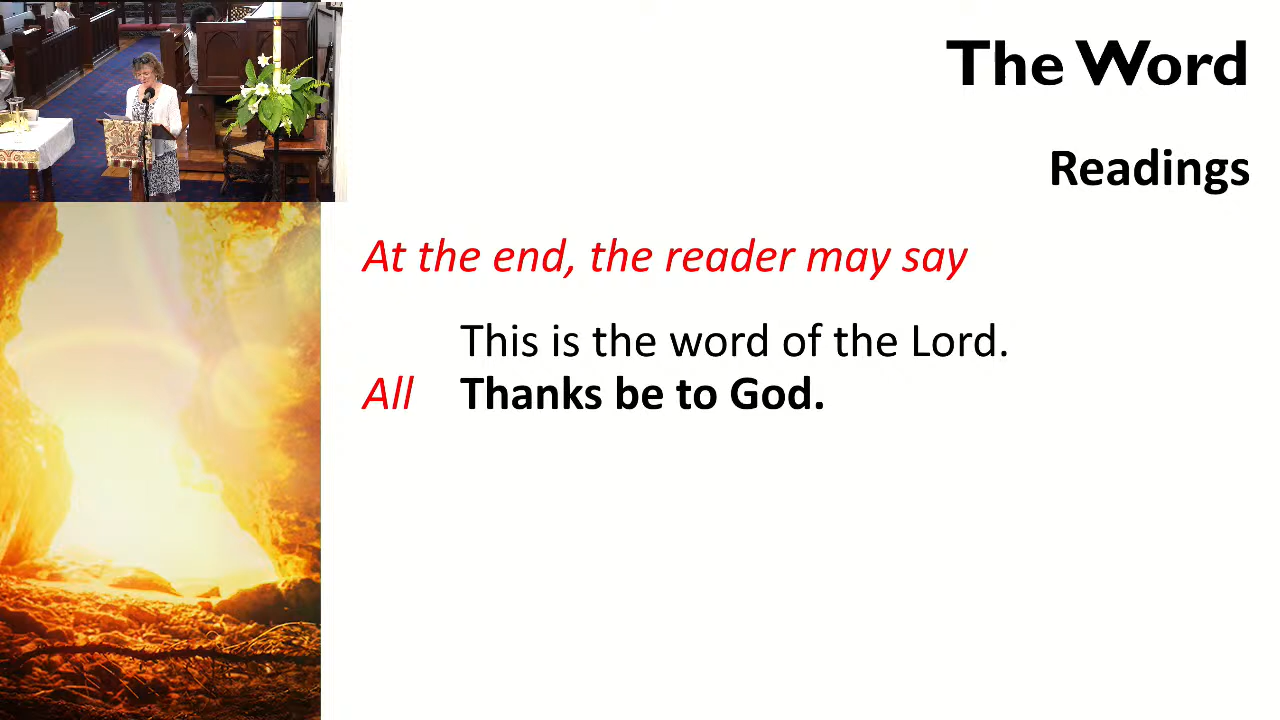 The Word
Readings
At the end, the reader may say
This is the word of the Lord.
All Thanks be to God.